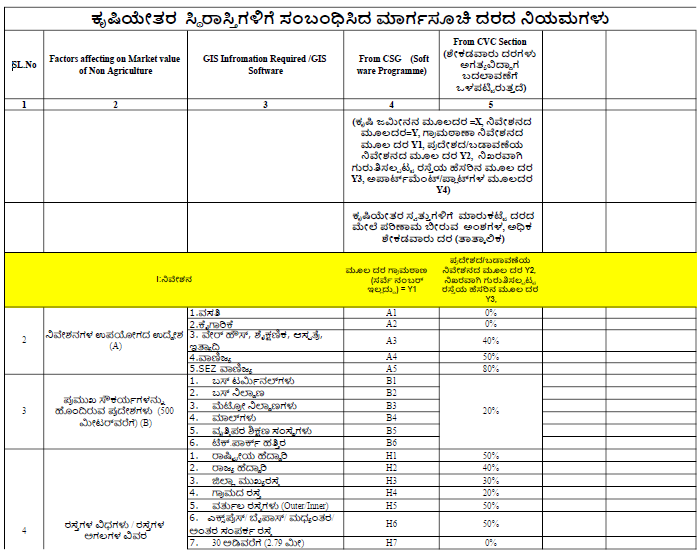 ಕೃಷಿಯೇತರ ಸ್ಥಿರಾಸ್ತಿಗಳಿಗೆ ಸಂಬಂಧಿಸಿದ ಮಾರ್ಗಸೂಚಿ ದರದ ನಿಯಮಗಳು
SL.No
Factors affecting on Market value
of Non Agriculture
GIS Infromation Required /GIS
Software
From CSG (Soft
ware Programme)
From CVC Section
(ಶೇಕಡವಾರು ದರಗಳು
ಅಗತ್ಯವಿದ್ದಾಗ
ಬದಲಾವಣೆಗೆ
ಒಳಪಟ್ಟಿರುತ್ತದೆ)
1 2 3 4 5
(ಕೃಷಿ ಜಮೀನನ ಮೂಲದರ =X, ನಿವೇಶನದ
ಮೂಲದರ=Y, ಗ್ರಾಮಠಾಣಾ ನಿವೇಶನದ
ಮೂಲ ದರ Y1, ಪ್ರದೇಶದ/ಬಡಾವಣೆಯ
ನಿವೇಶನದ ಮೂಲ ದರ Y2, ನಿಖರವಾಗಿ
ಗುರುತಿಸಲ್ಪಟ್ಟ ರಸ್ತೆಯ ಹೆಸರಿನ ಮೂಲ ದರ
Y3, ಅಪಾರ್ಟ್‌ಮೆಂಟ್/ಪ್ಲಾಟ್‌ಗಳ ಮೂಲದರ
Y4)
ಕೃಷಿಯೇತರ ಸ್ವತ್ತುಗಳಿಗೆ ಮಾರುಕಟ್ಟೆ ದರದ
ಮೇಲೆ ಪರಿಣಾಮ ಬೀರುವ ಅಂಶಗಳ, ಅಧಿಕ
ಶೇಕಡವಾರು ದರ (ತಾತ್ಕಾಲಿಕ)
I:ನಿವೇಶನ
ಮೂಲ ದರ ಗ್ರಾಮಠಾಣ
(ಸರ್ವೆ ನಂಬರ್
ಇಲ್ಲದ್ದು) = Y1
ಪ್ರದೇಶದ/ಬಡಾವಣೆಯ
ನಿವೇಶನದ ಮೂಲ ದರ Y2,
ನಿಖರವಾಗಿ ಗುರುತಿಸಲ್ಪಟ್ಟ
ರಸ್ತೆಯ ಹೆಸರಿನ ಮೂಲ ದರ
Y3,
2
ನಿವೇಶನಗಳ ಉಪಯೋಗದ ಉದ್ದೇಶ
(A)
1.ವಸತಿ A1 0%
2.ಕೈಗಾರಿಕೆ A2 0%
3. ವೇರ್ ಹೌಸ್, ಶೈಕ್ಷಣಿಕ, ಆಸ್ಪತ್ರೆ,
ಇತ್ಯಾದಿ A3 40%
4.ವಾಣಿಜ್ಯ A4 50%
5.SEZ ವಾಣಿಜ್ಯ A5 80%
3
ಪ್ರಮುಖ ಸೌಕರ್ಯಗಳನ್ನು
ಹೊಂದಿರುವ ಪ್ರದೇಶಗಳು (500
ಮೀಟರ್‌ವರೆಗೆ) (B)
1. ಬಸ್ ಟರ್ಮಿನಲ್‌ಗಳು B1
2. ಬಸ್ ನಿಲ್ದಾಣ B2
3. ಮೆಟ್ರೋ ನಿಲ್ದಾಣಗಳು B3
20%
4. ಮಾಲ್‌ಗಳು B4
5. ವೃತ್ತಿಪರ ಶಿಕ್ಷಣ ಸಂಸ್ಥೆಗಳು B5
6. ಟೆಕ್ ಪಾರ್ಕ್ ಹತ್ತಿರ B6
4
ರಸ್ತೆಗಳ ವಿಧಗಳು / ರಸ್ತೆಗಳ
ಅಗಲಗಳ ವಿವರ
1. ರಾಷ್ಟ್ರೀಯ ಹೆದ್ದಾರಿ H1 50%
2. ರಾಜ್ಯ ಹೆದ್ದಾರಿ H2 40%
3. ಜಿಲ್ಲಾ ಮುಖ್ಯರಸ್ತೆ H3 30%
4. ಗ್ರಾಮದ ರಸ್ತೆ H4 20%
5. ವರ್ತುಲ ರಸ್ತೆಗಳು (Outer/Inner) H5 50%
6. ಎಕ್ಸ್‌ಪ್ರೆಸ್/ ಬೈಪಾಸ್/ ಮಧ್ಯಂತರ/
ಅಂತರ ಸಂಪರ್ಕ ರಸ್ತೆ H6 50%
7. 30 ಅಡಿವರೆಗೆ (2.79 ಮೀ) H7 0%